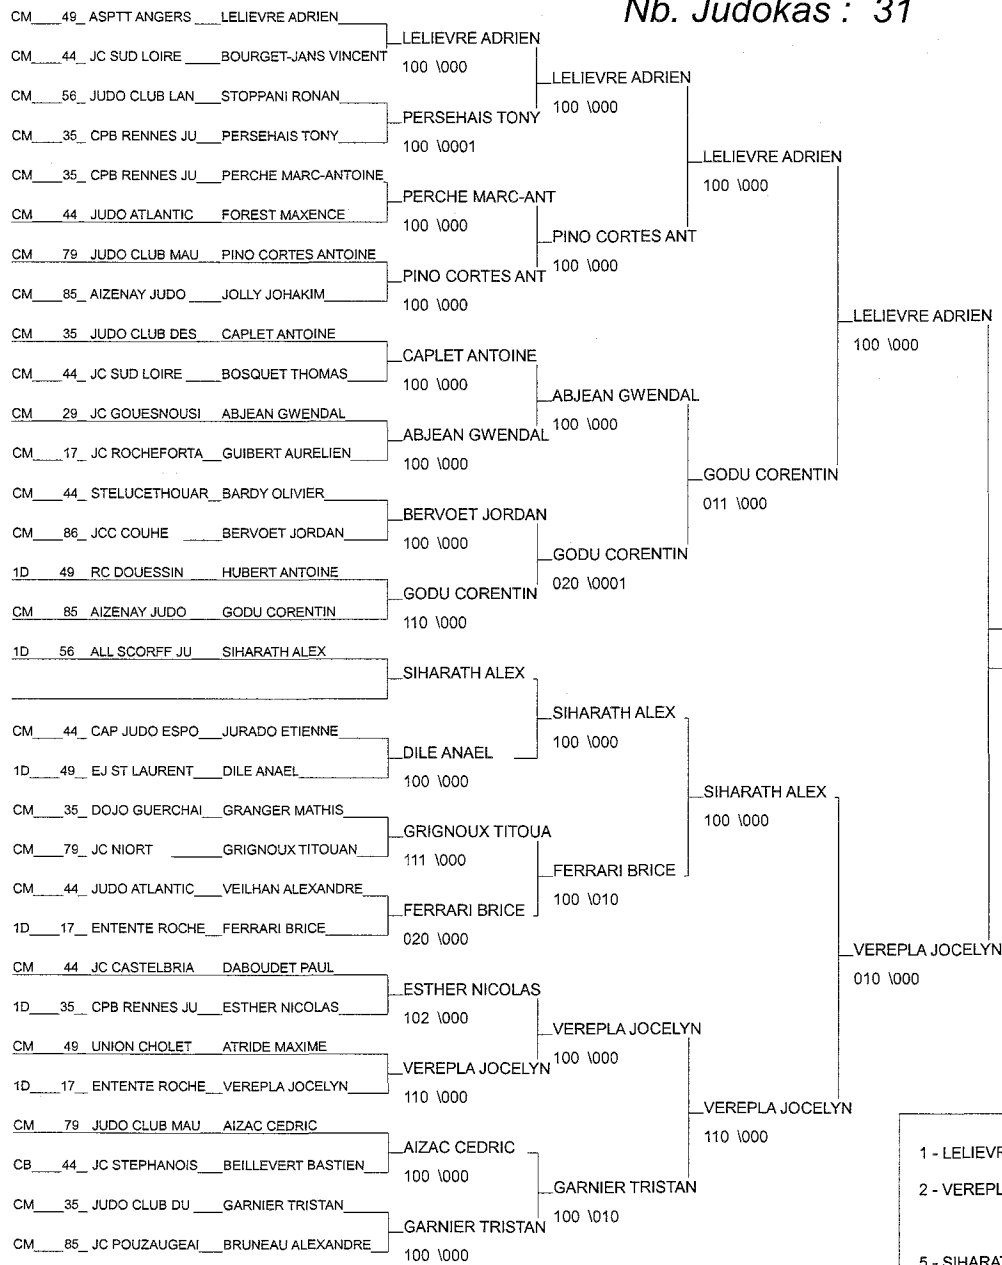 Nb. Judokas : 31
CM 49 ASPTT ANGERS LELIEVRE ADRIEN
CM 44 JC SUD LOIRE BOURGET-JANS VINCENT
CM 56 JUDO CLUB LAN STOPPANI RONAN
CM 35 CPB RENNES JU PERSEHAIS TONY
CM 35 CPB RENNES JU PERCHE MARC-ANTOINE
CM 44 JUDO ATLANTIC FOREST MAXENCE
CM 79 JUDO CLUB MAU PINO CORTES ANTOINE
CM 85 AIZENAY JUDO JOLLY JOHAKIM
CM 35 JUDO CLUB DES CAPLET ANTOINE
CM 44 JC SUD LOIRE BOSQUET THOMAS
CM 29 JC GOUESNOUSI ABJEAN GWENDAL
CM 17 JC ROCHEFORTA GUIBERT AURELIEN
CM 44 STELUCETHOUAR BARDY OLIVIER
CM 86 JCC COUHE BERVOET JORDAN
1D 49 RC DOUESSIN HUBERT ANTOINE
CM 85 AIZENAY JUDO GODU CORENTIN
1D 56 ALL SCORFF JU SIHARATH ALEX
CM 44 CAP JUDO ESPO JURADO ETIENNE
1D 49 EJ ST LAURENT DILE ANAEL
CM 35 DOJO GUERCHAI GRANGER MATHIS
CM 79 JC NIORT GRIGNOUX TITOUAN
CM 44 JUDO ATLANTIC VEILHAN ALEXANDRE
1D 17 ENTENTE ROCHE FERRARI BRICE
CM 44 JC CASTELBRIA DABOUDET PAUL
1D 35 CPB RENNES JU ESTHER NICOLAS
CM 49 UNION CHOLET ATRIDE MAXIME
1D 17 ENTENTE ROCHE VEREPLA JOCELYN
CM 79 JUDO CLUB MAU AIZAC CEDRIC
CB 44 JC STEPHANOIS BEILLEVERT BASTIEN
CM 35 JUDO CLUB DU GARNIER TRISTAN
CM 85 JC POUZAUGEAI BRUNEAU ALEXANDRE
LELIEVRE ADRIEN
100 \000
PERSEHAIS TONY
100 \0001
PERCHE MARC-ANT
100 \000
PINO CORTES ANT
100 \000
CAPLET ANTOINE
100 \000
ABJEAN GWENDAL
100 \000
BERVOET JORDAN
100 \000
GODU CORENTIN
110 \000
SIHARATH ALEX
DILE ANAEL
100 \000
GRIGNOUX TITOUA
111 \000
FERRARI BRICE
020 \000
ESTHER NICOLAS
102 \000
VEREPLA JOCELYN
110 \000
AIZAC CEDRIC
100 \000
GARNIER TRISTAN
100 \000
LELIEVRE ADRIEN
100 \000
PINO CORTES ANT
100 \000
ABJEAN GWENDAL
100 \000
GODU CORENTIN
020 \0001
SIHARATH ALEX
100 \000
FERRARI BRICE
100 \010
VEREPLA JOCELYN
100 \000
GARNIER TRISTAN
100 \010
LELIEVRE ADRIEN
100 \000
GODU CORENTIN
011 \000
SIHARATH ALEX
100 \000
VEREPLA JOCELYN
110 \000
LELIEVRE ADRIEN
100 \000
VEREPLA JOCELYN
010 \000
1 - LELIEVR
2 - VEREPL
5 - SIHARAT